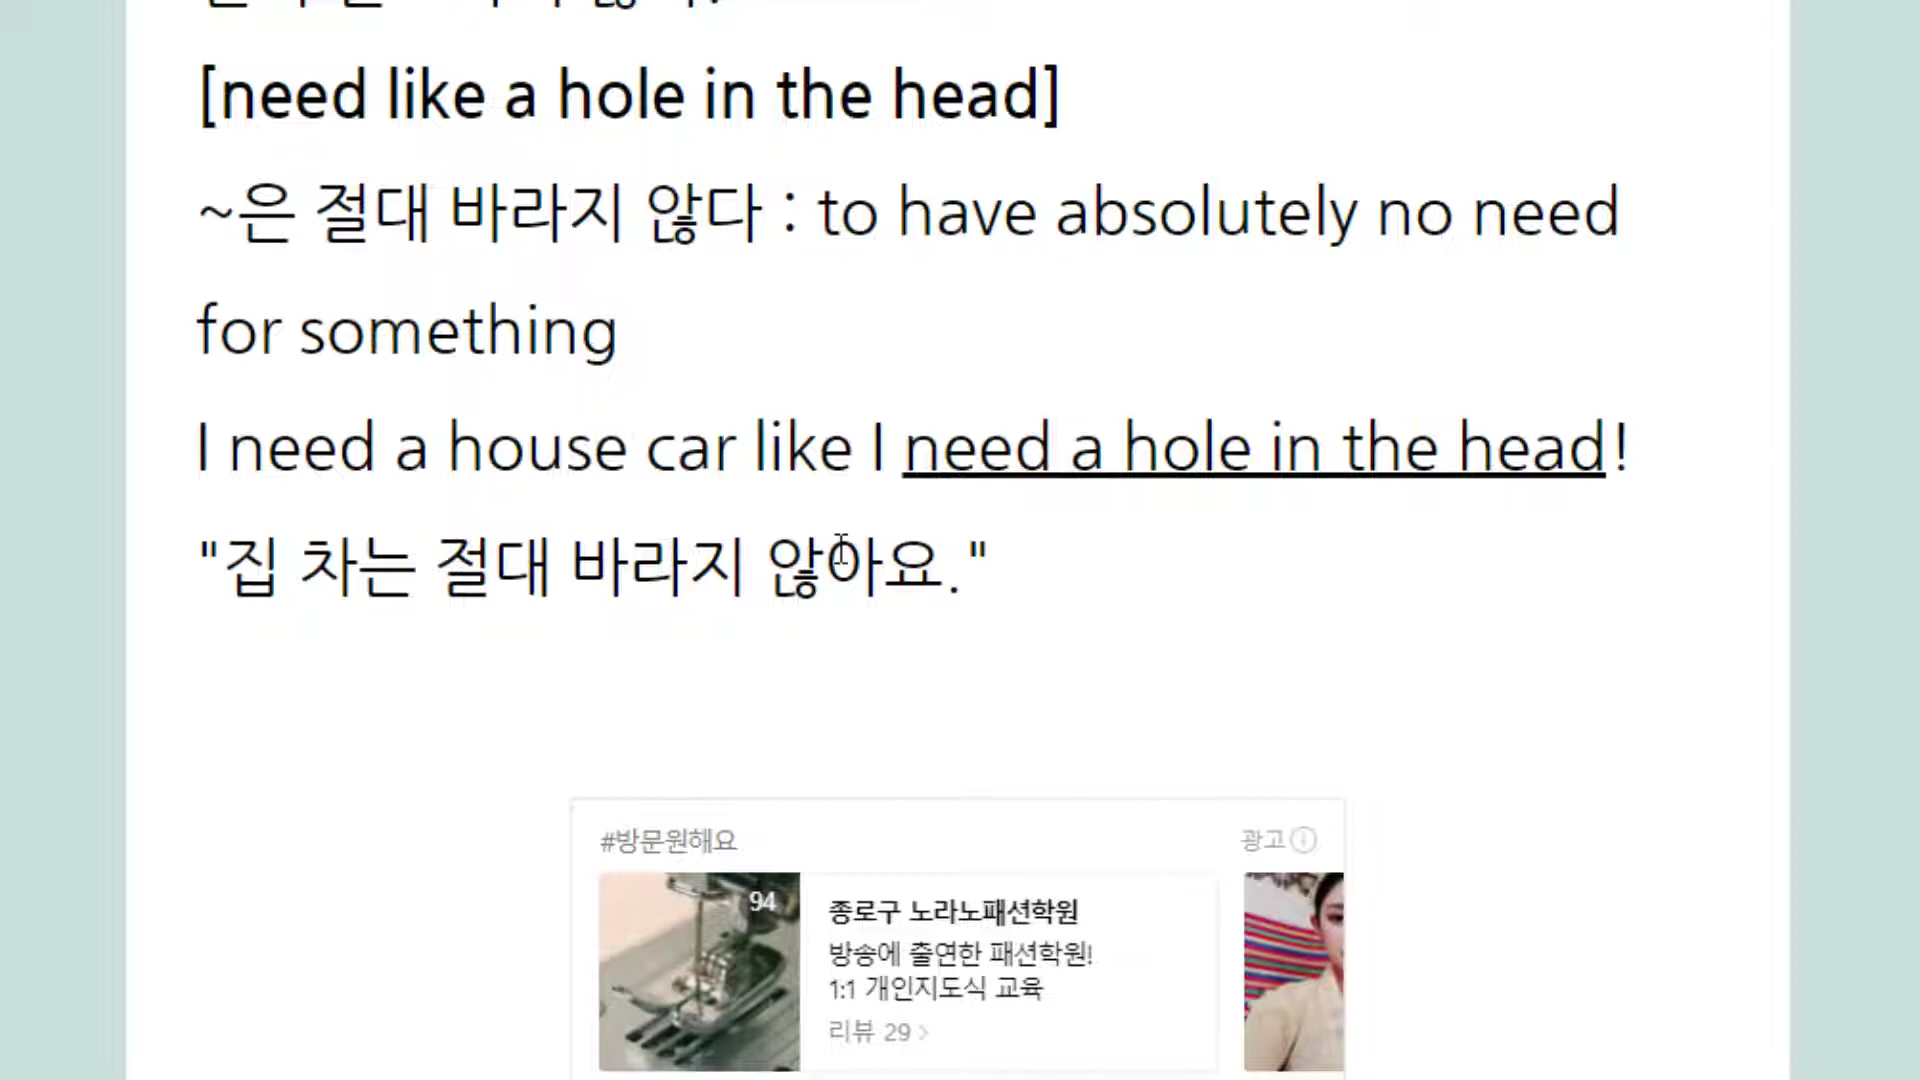 [need like a hole in the head]
~은 절대 바라지 않다 : to have absolutely no need
for something
I need a house car like I need a hole in the head!
"집 차는 절대 바라지 않아요."
#방문원해요
광고
94
종로구 노라노패션학원
방송에 출연한 패션학원!
1:1 개인지도식 교육
리뷰 29 >